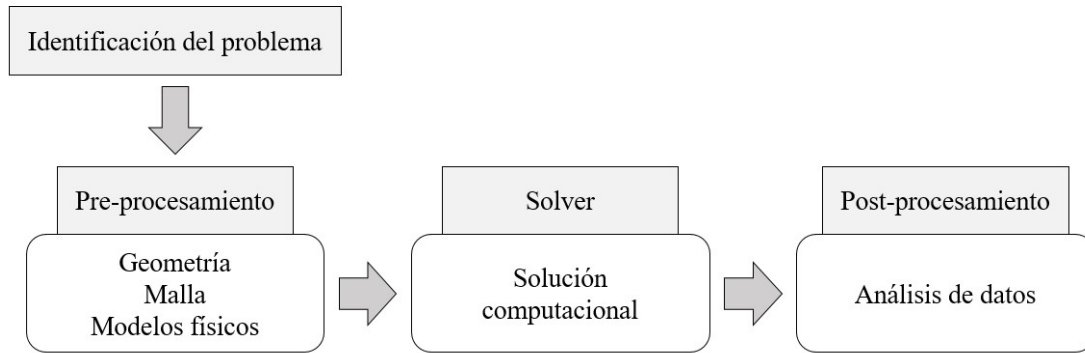 Identificación del problema
Pre-procesamiento
Geometría
Malla
Modelos físicos
Solver
Solución
computacional
Post-procesamiento
Análisis de datos